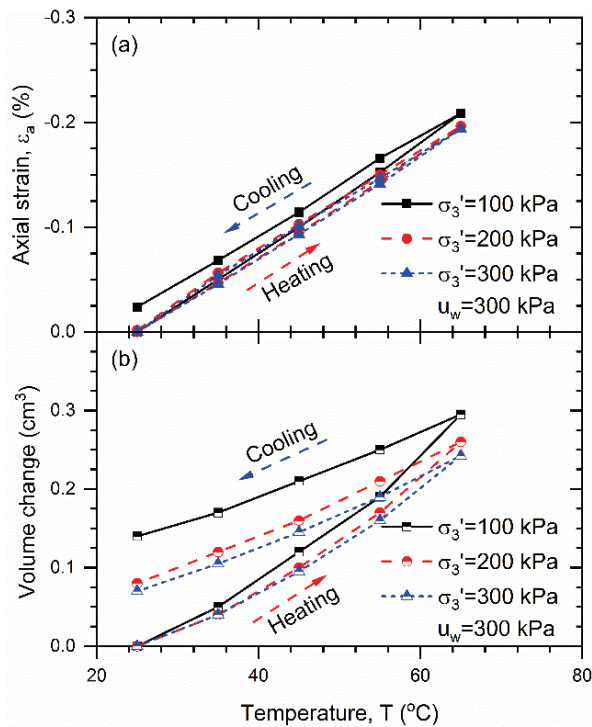 (a)
-0.3
-0.2
-0.1
0.0
Axial strain, εa (%)
Cooling
Heating
σ3'=100 kPa
σ3'=200 kPa
σ3'=300 kPa
uw=300 kPa
(b)
0.3
0.2
0.1
0.0
Volume change (cm³)
Cooling
Heating
σ3'=100 kPa
σ3'=200 kPa
σ3'=300 kPa
uw=300 kPa
20 40 60 80
Temperature, T (°C)